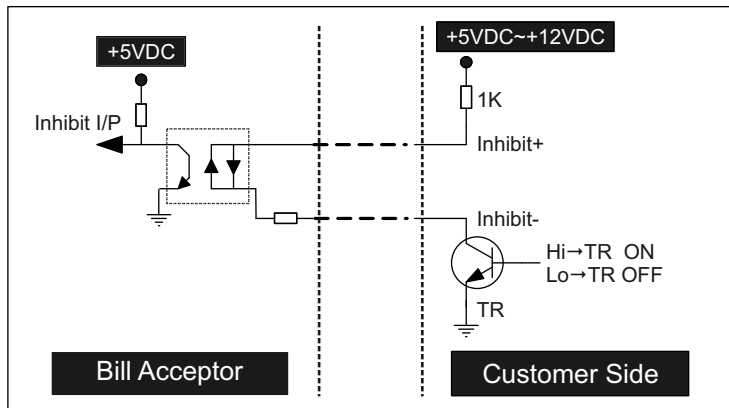 +5VDC
Inhibit I/P
+5VDC~+12VDC
1K
Inhibit+
Inhibit-
Hi→TR ON
Lo→TR OFF
TR
Bill Acceptor
Customer Side